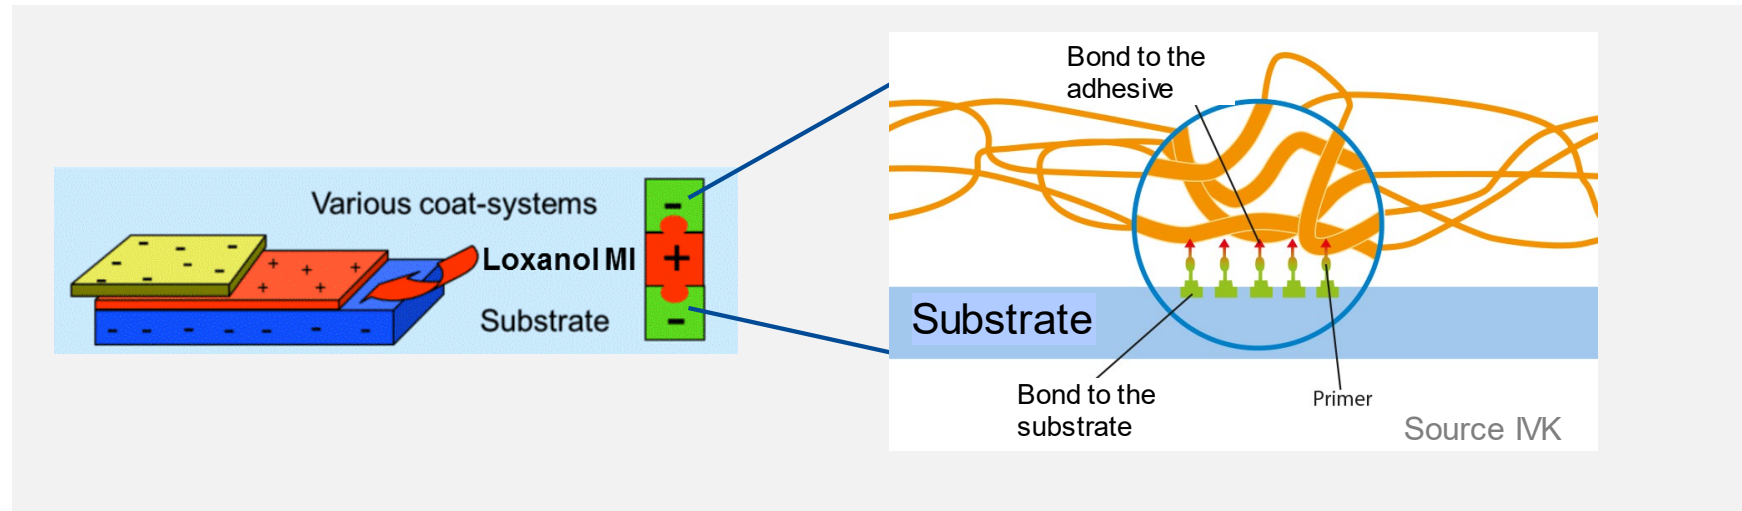 Various coat-systems
Loxanol MI
Substrate
-
+
-
Bond to the
adhesive
Substrate
Bond to the
substrate
Primer
Source IVK